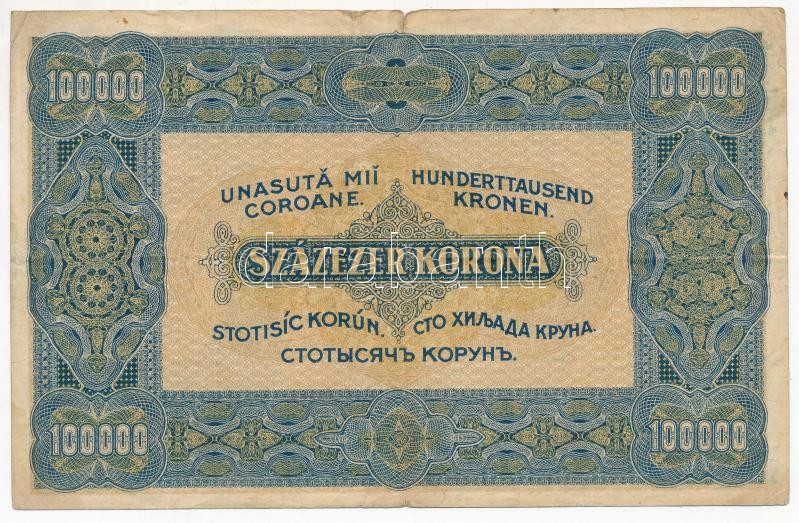 100000 100000
UNASUTĂ MII HUNDERTTAUSEND
COROANE. KRONEN.
SZÁZEZER KORONA
STOTISÍC KORÚN. СТО ХИЉАДА КРУНА.
СТОТЫСЯЧЪ КОРУНЪ.
100000 100000